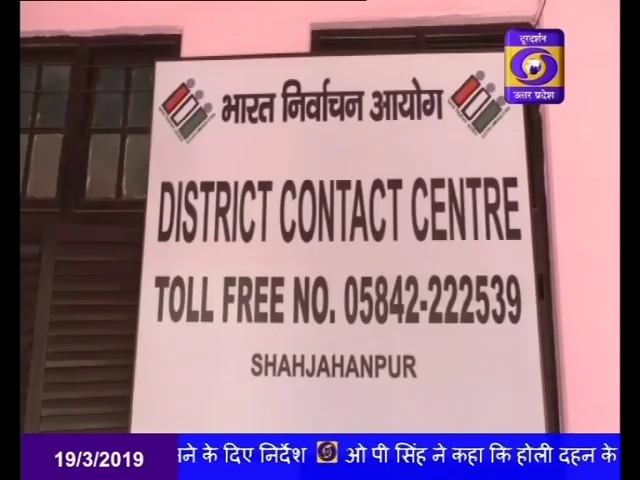 दूरदर्शन
उत्तर प्रदेश
भारत निर्वाचन आयोग
DISTRICT CONTACT CENTRE
TOLL FREE NO. 05842-222539
SHAHJAHANPUR
19/3/2019
ने के दिए निर्देश ओ पी सिंह ने कहा कि होली दहन के